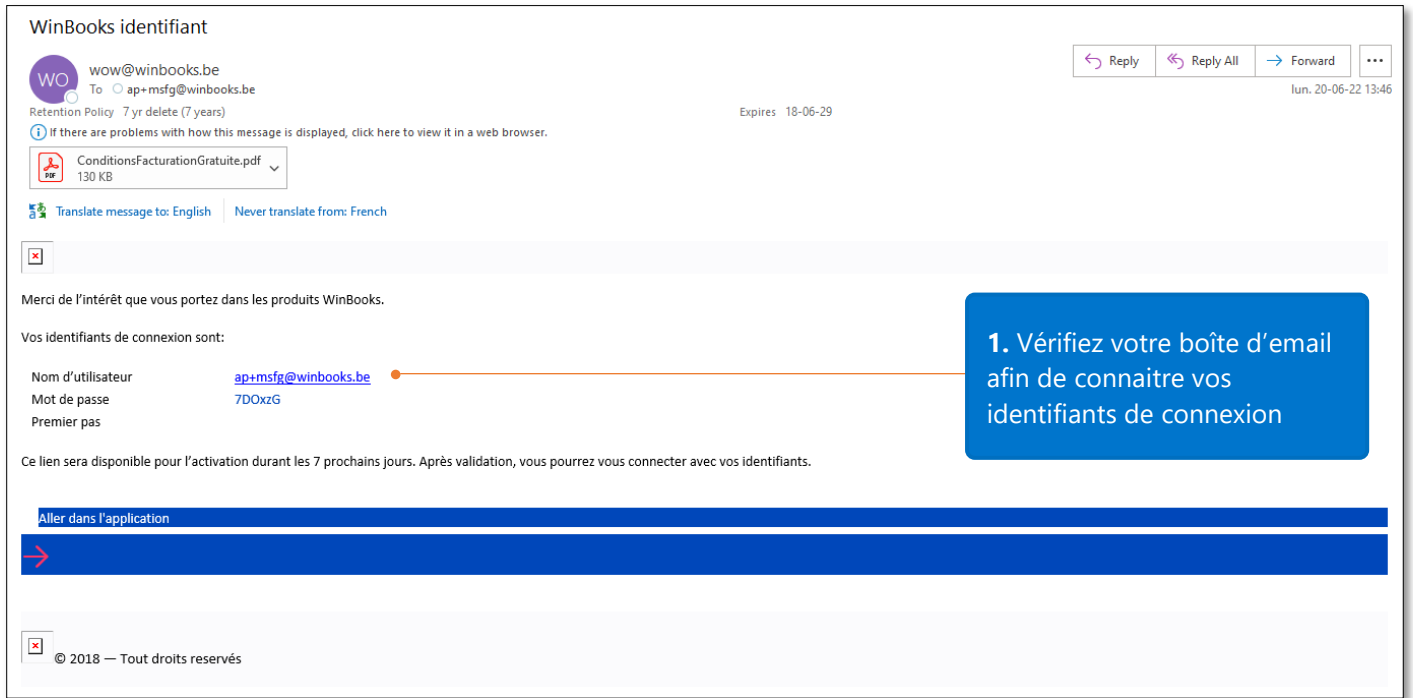 WinBooks identifiant
WO
wow@winbooks.be
To ap+msfg@winbooks.be
Reply
Reply All
Forward
lun. 20-06-22 13:46
Retention Policy 7 yr delete (7 years)
Expires 18-06-29
If there are problems with how this message is displayed, click here to view it in a web browser.
PDF
ConditionsFacturationGratuite.pdf
130 KB
Translate message to: English
Never translate from: French
Merci de l’intérêt que vous portez dans les produits WinBooks.
Vos identifiants de connexion sont:
Nom d’utilisateur ap+msfg@winbooks.be
Mot de passe 7DOxzG
Premier pas
1. Vérifiez votre boîte d’email
afin de connaitre vos
identifiants de connexion
Ce lien sera disponible pour l’activation durant les 7 prochains jours. Après validation, vous pourrez vous connecter avec vos identifiants.
Aller dans l'application
© 2018 — Tout droits reservés